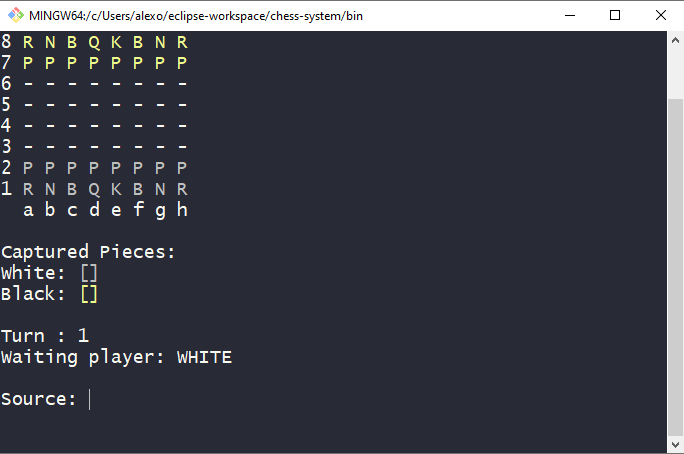 MINGW64:/c/Users/alexo/eclipse-workspace/chess-system/bin
8 R N B Q K B N R
7 P P P P P P P P
6 - - - - - - - -
5 - - - - - - - -
4 - - - - - - - -
3 - - - - - - - -
2 P P P P P P P P
1 R N B Q K B N R
  a b c d e f g h
Captured Pieces:
White: []
Black: []
Turn : 1
Waiting player: WHITE
Source: